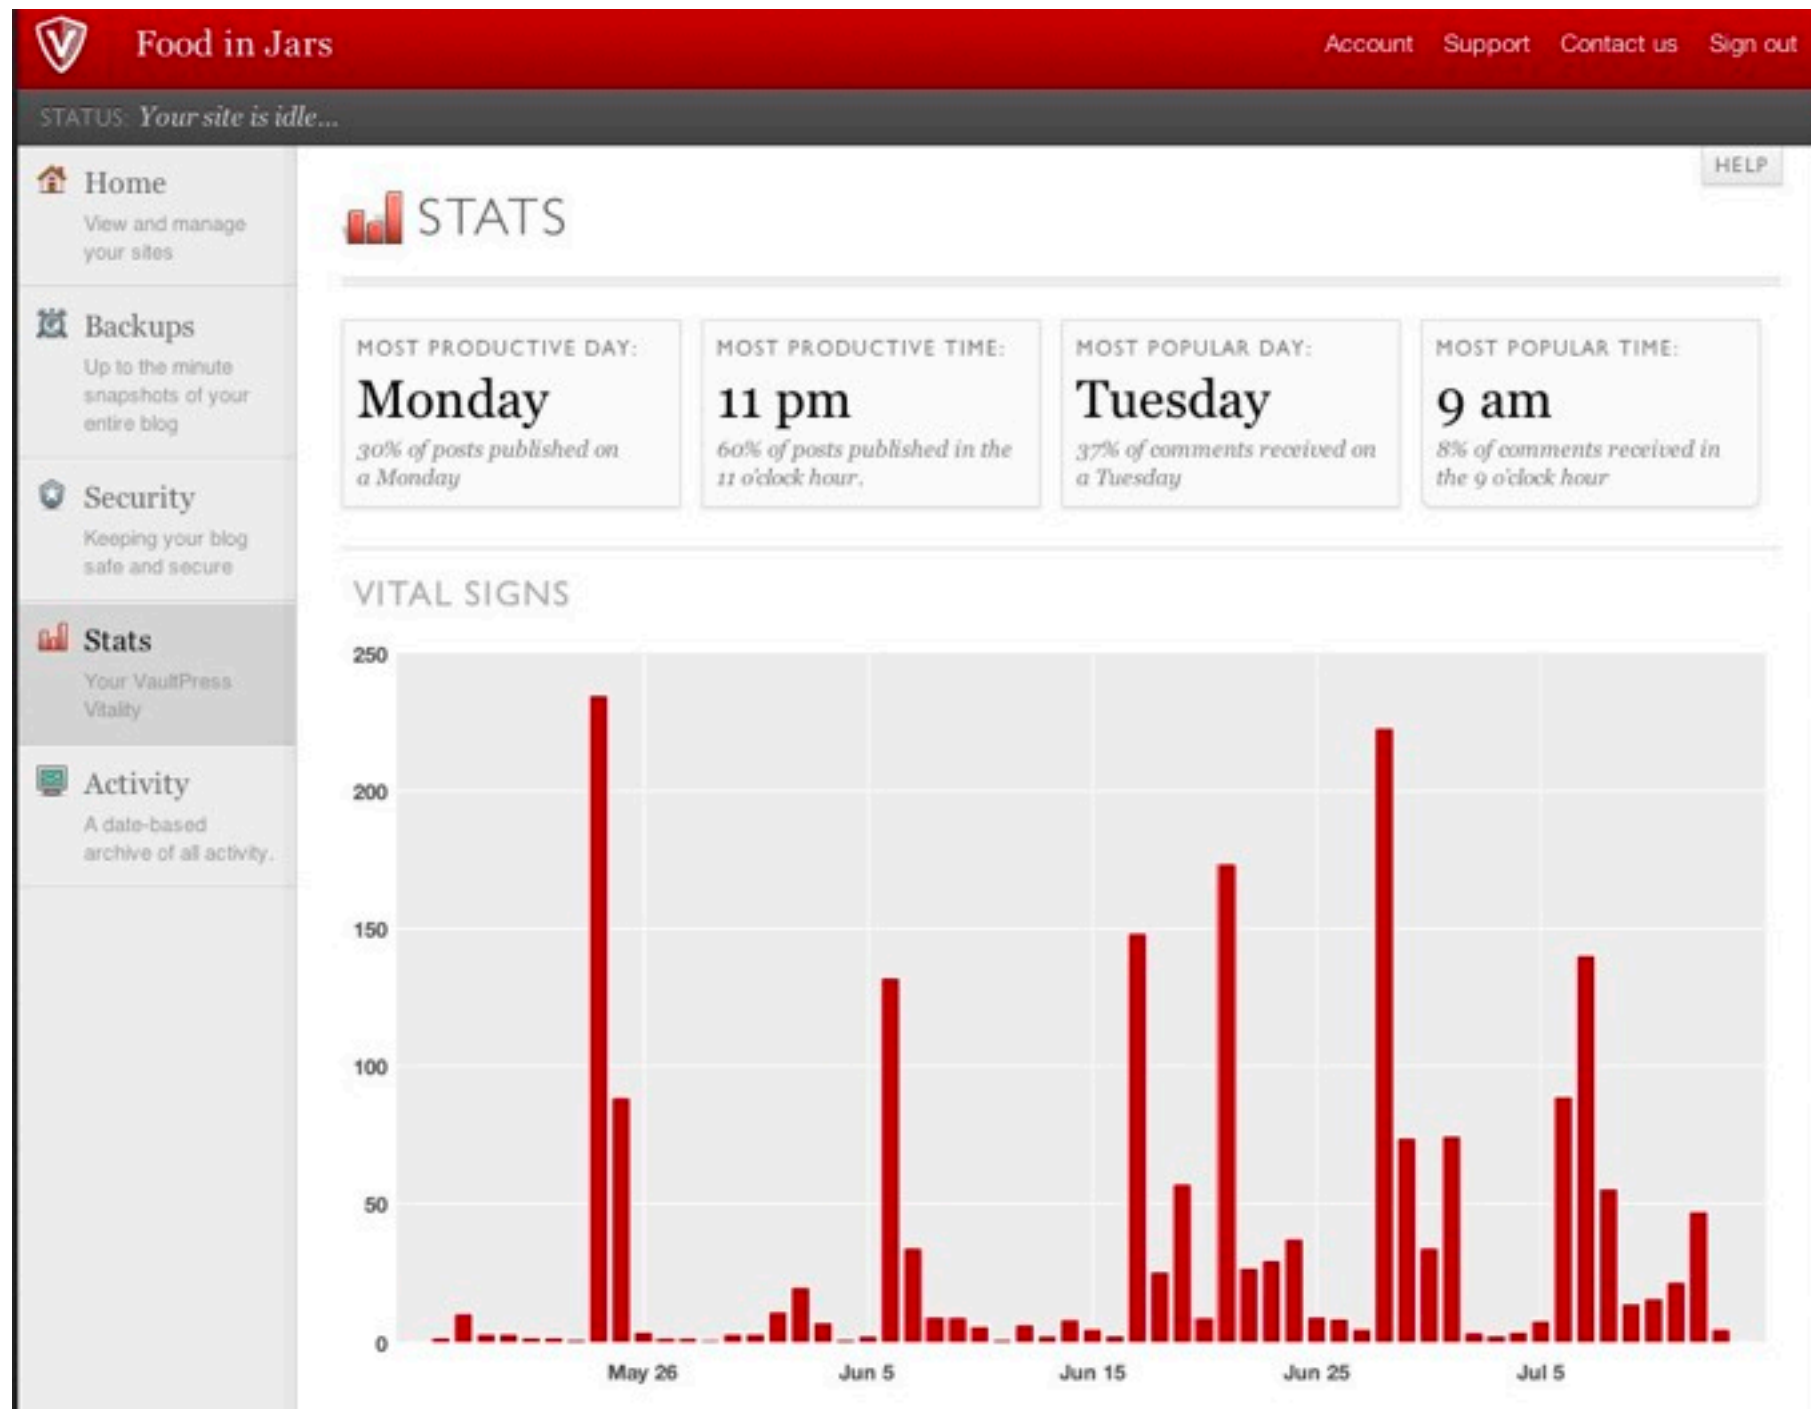 Food in Jars
Account Support Contact us Sign out
STATUS: Your site is idle...
Home
View and manage
your sites
Backups
Up to the minute
snapshots of your
entire blog
Security
Keeping your blog
safe and secure
Stats
Your VaultPress
Vitality
Activity
A date-based
archive of all activity.
HELP
STATS
MOST PRODUCTIVE DAY:
Monday
30% of posts published on
a Monday
MOST PRODUCTIVE TIME:
11 pm
60% of posts published in the
11 o'clock hour.
MOST POPULAR DAY:
Tuesday
37% of comments received on
a Tuesday
MOST POPULAR TIME:
9 am
8% of comments received in
the 9 o'clock hour
VITAL SIGNS
250
200
150
100
50
0
May 26 Jun 5 Jun 15 Jun 25 Jul 5